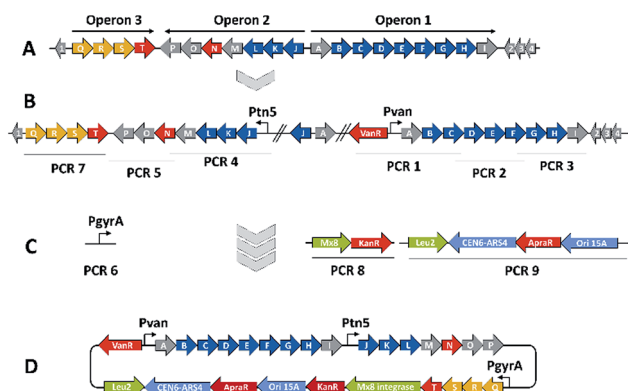 Operon 3 Operon 2 Operon 1
A 1 Q R S T P O N M L K J A B C D E F G H I 2 3 4
B Ptn5 Pvan
1 Q R S T P O N M L K J J A VanR A B C D E F G H I 2 3 4
PCR 7 PCR 5 PCR 4 PCR 1 PCR 2 PCR 3
PgyrA
C Mx8 KanR Leu2 CEN6-ARS4 ApraR Ori 15A
PCR 6 PCR 8 PCR 9
Pvan Ptn5
VanR A B C D E F G H I J K L M N O P
D PgyrA
Leu2 CEN6-ARS4 ApraR Ori 15A KanR Mx8 integrase T S R Q